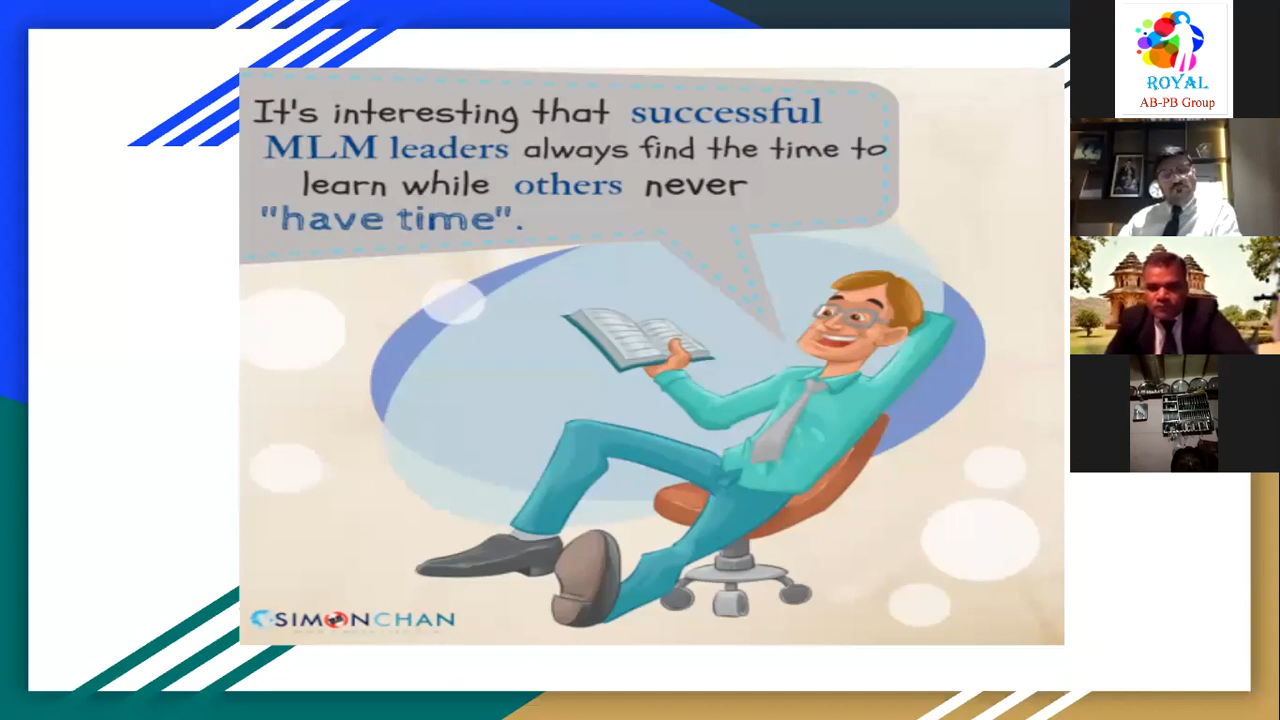 It's interesting that successful
MLM leaders always find the time to
learn while others never
"have time".
SIMONCHAN
ROYAL
AB-PB Group